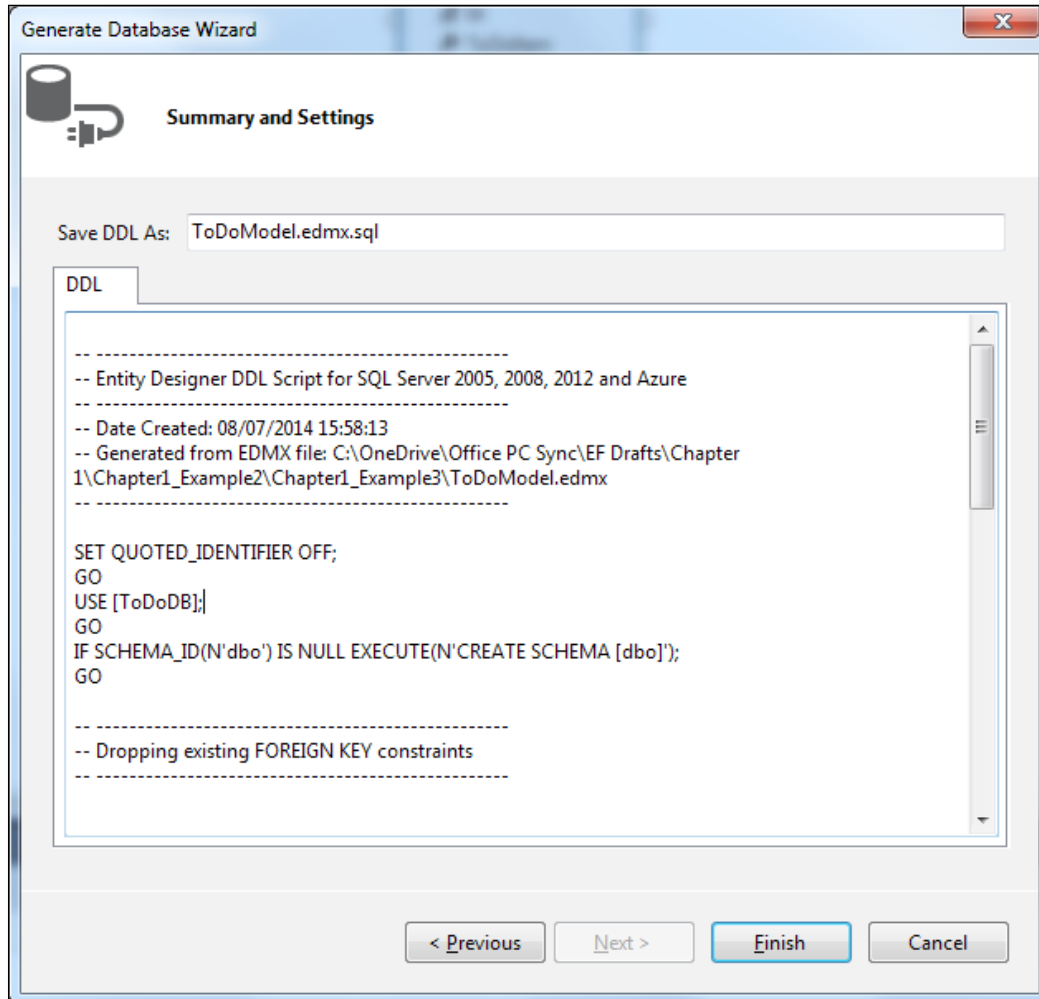 Generate Database Wizard
Summary and Settings
Save DDL As: ToDoModel.edmx.sql
DDL
-- --------------------------------------------------
-- Entity Designer DDL Script for SQL Server 2005, 2008, 2012 and Azure
-- --------------------------------------------------
-- Date Created: 08/07/2014 15:58:13
-- Generated from EDMX file: C:\OneDrive\Office PC Sync\EF Drafts\Chapter
1\Chapter1_Example2\Chapter1_Example3\ToDoModel.edmx
-- --------------------------------------------------
SET QUOTED_IDENTIFIER OFF;
GO
USE [ToDoDB];
GO
IF SCHEMA_ID(N'dbo') IS NULL EXECUTE(N'CREATE SCHEMA [dbo]');
GO
-- --------------------------------------------------
-- Dropping existing FOREIGN KEY constraints
-- --------------------------------------------------
< Previous Next > Finish Cancel